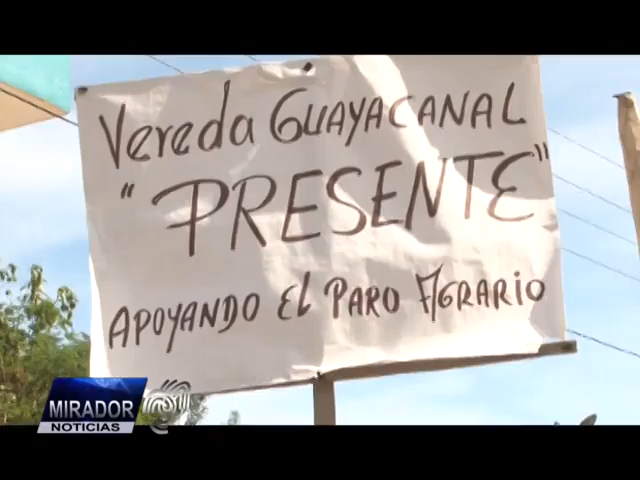 Vereda GUAYACANAL
"PRESENTE"
APOYANDO EL PARO AGRARIO
MIRADOR
NOTICIAS